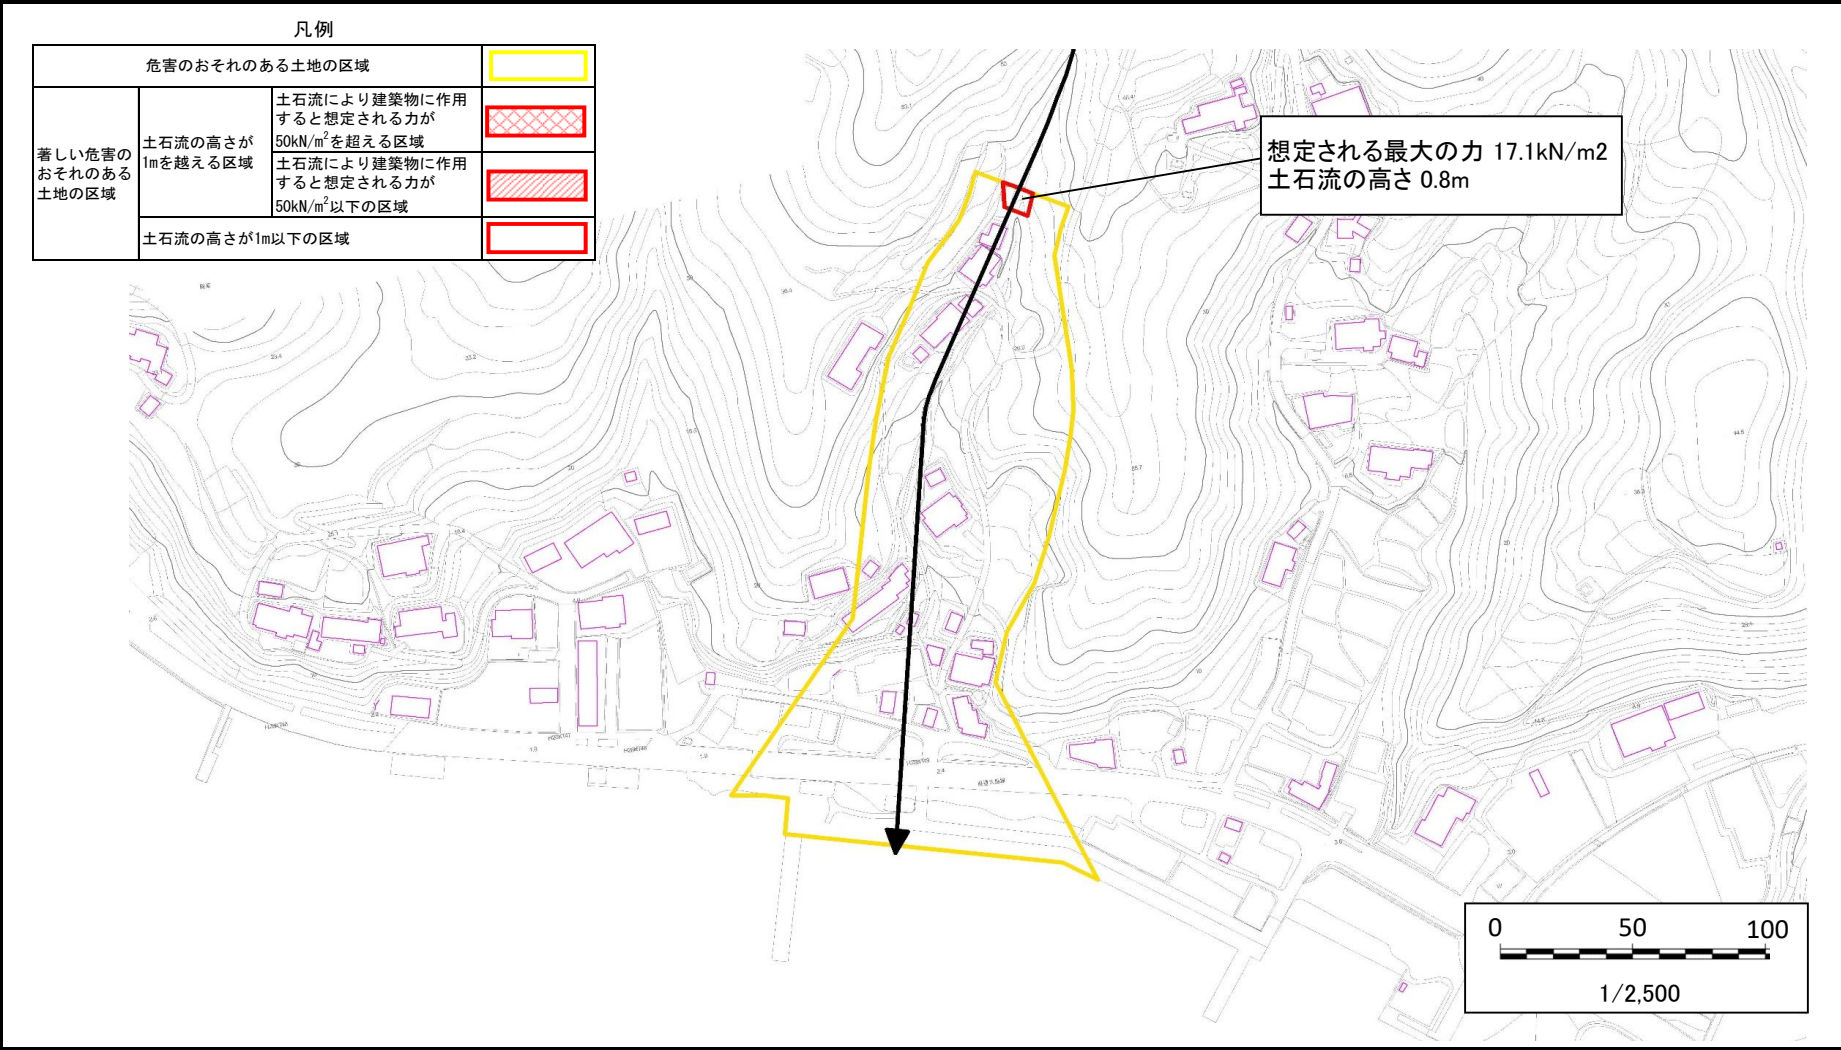 凡例
危害のおそれのある土地の区域
著しい危害の
おそれのある
土地の区域
土石流の高さが
1mを越える区域
土石流により建築物に作用
すると想定される力が
50kN/m²を超える区域
土石流により建築物に作用
すると想定される力が
50kN/m²以下の区域
土石流の高さが1m以下の区域
想定される最大の力 17.1kN/m2
土石流の高さ 0.8m
0 50 100
1/2,500